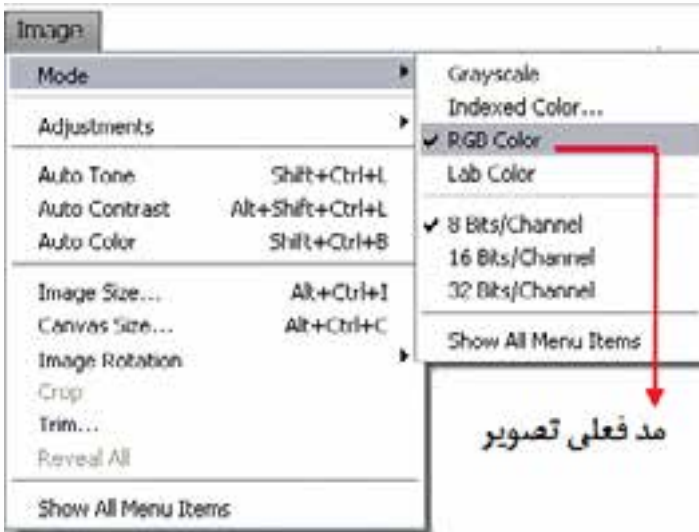 Image
Mode
Adjustments
Auto Tone Shift+Ctrl+L
Auto Contrast Alt+Shift+Ctrl+L
Auto Color Shift+Ctrl+B
Image Size... Alt+Ctrl+I
Canvas Size... Alt+Ctrl+C
Image Rotation
Crop
Trim...
Reveal All
Show All Menu Items
Grayscale
Indexed Color...
✔ RGB Color
Lab Color
✔ 8 Bits/Channel
16 Bits/Channel
32 Bits/Channel
Show All Menu Items
مد فعلی تصویر